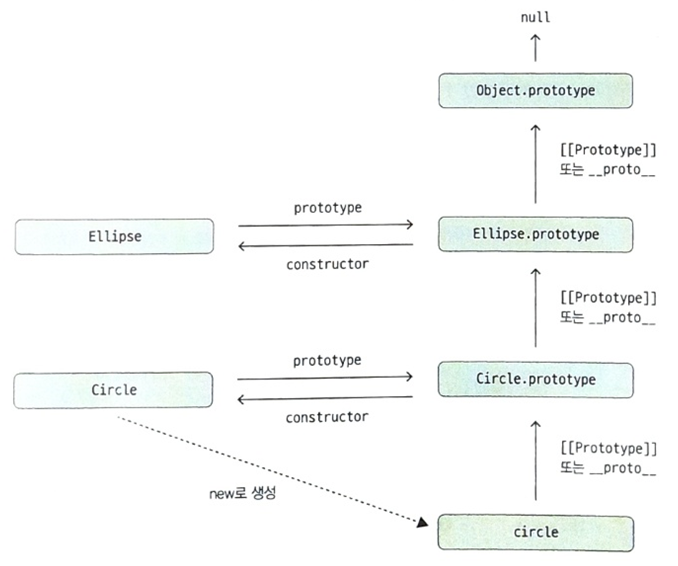 null
Object.prototype
[[Prototype]]
또는 __proto__
prototype
Ellipse
Ellipse.prototype
constructor
[[Prototype]]
또는 __proto__
prototype
Circle
Circle.prototype
constructor
[[Prototype]]
또는 __proto__
new로 생성
circle